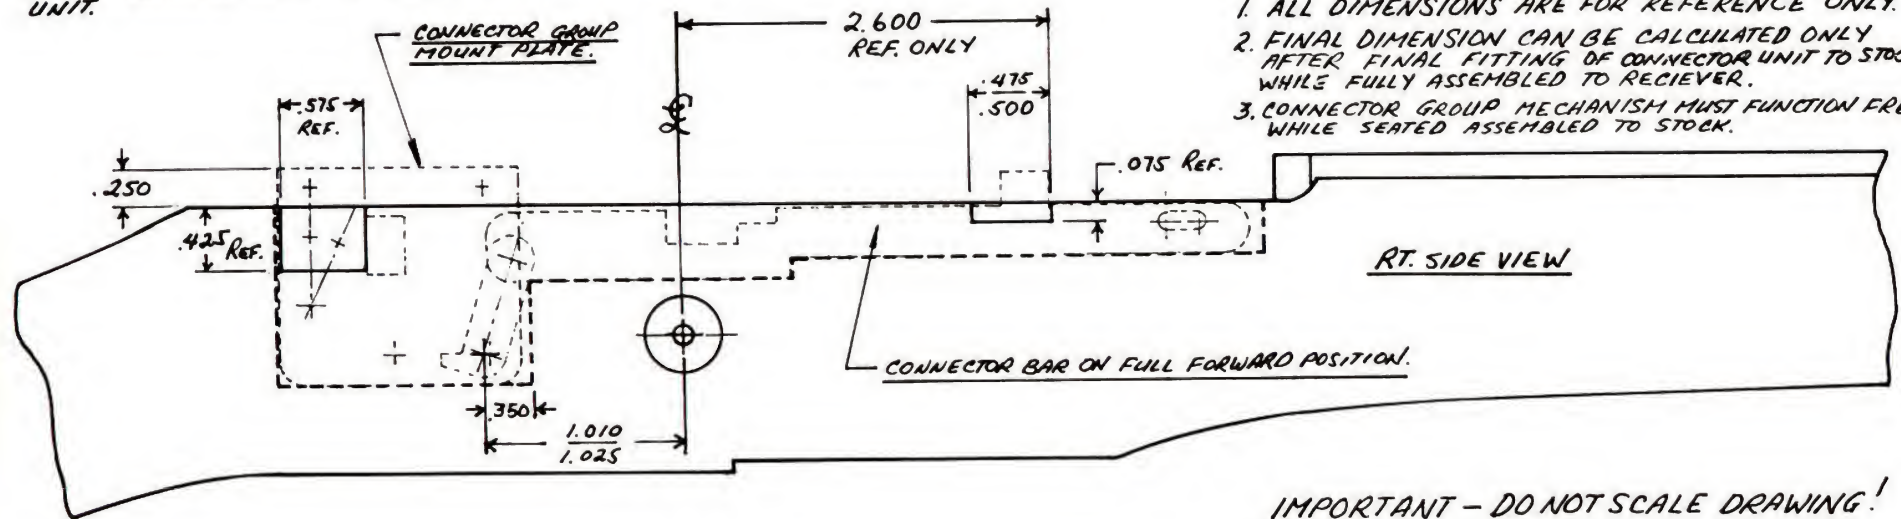 UNIT.
CONNECTOR GROUP
MOUNT PLATE.
2.600
REF. ONLY
1. ALL DIMENSIONS ARE FOR REFERENCE ONLY.
2. FINAL DIMENSION CAN BE CALCULATED ONLY
AFTER FINAL FITTING OF CONNECTOR UNIT TO STOC
WHILE FULLY ASSEMBLED TO RECIEVER.
3. CONNECTOR GROUP MECHANISM MUST FUNCTION FRE
WHILE SEATED ASSEMBLED TO STOCK.
.575
REF.
.475
.500
.250
.075 REF.
.425 REF.
RT. SIDE VIEW
CONNECTOR BAR ON FULL FORWARD POSITION.
.350
1.010
1.025
IMPORTANT - DO NOT SCALE DRAWING!